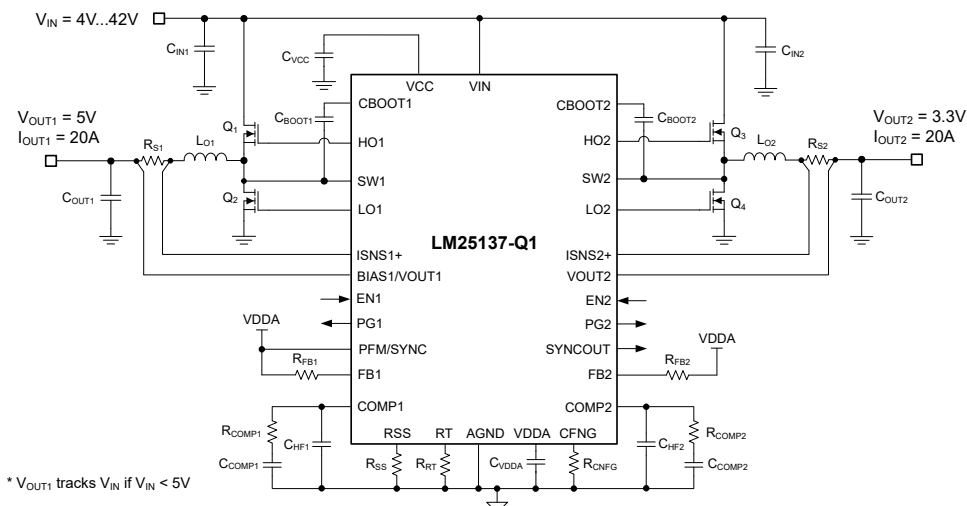 VIN = 4V...42V
CIN1
CVCC
CIN2
VCC
VIN
VOUT1 = 5V
IOUT1 = 20A
RS1
LO1
Q1
CBOOT1
CBOOT1
HO1
SW1
Q2
LO1
COUT1
CBOOT2
CBOOT2
HO2
SW2
LO2
Q3
LO2
RS2
Q4
VOUT2 = 3.3V
IOUT2 = 20A
COUT2
LM25137-Q1
ISNS1+
BIAS1/VOUT1
EN1
PG1
PFM/SYNC
FB1
COMP1
ISNS2+
VOUT2
EN2
PG2
SYNCOUT
FB2
COMP2
VDDA
RFB1
RFB2
VDDA
RCOMP1
CHF1
CCOMP1
RSS
RT
AGND
VDDA
CFNG
RSS
RRT
CVDDA
RCNFG
CHF2
RCOMP2
CCOMP2
* VOUT1 tracks VIN if VIN < 5V